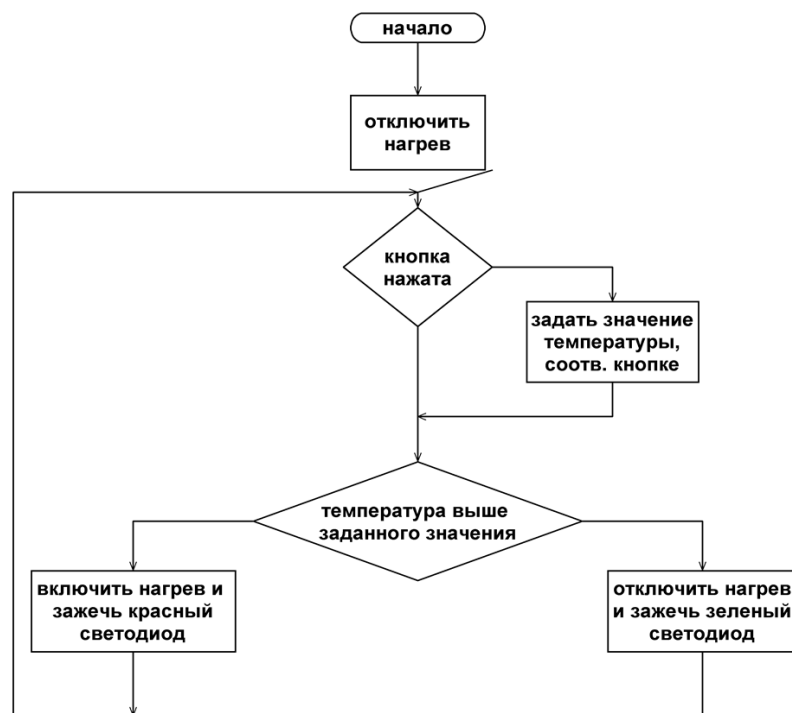 начало
отключить
нагрев
кнопка
нажата
задать значение
температуры,
соотв. кнопке
температура выше
заданного значения
включить нагрев и
зажечь красный
светодиод
отключить нагрев
и зажечь зеленый
светодиод